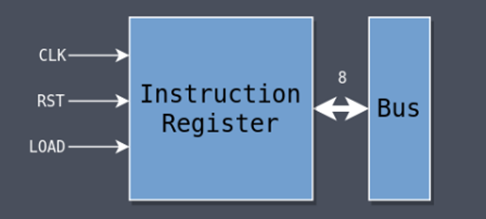 CLK
RST
LOAD
Instruction
Register
8
Bus